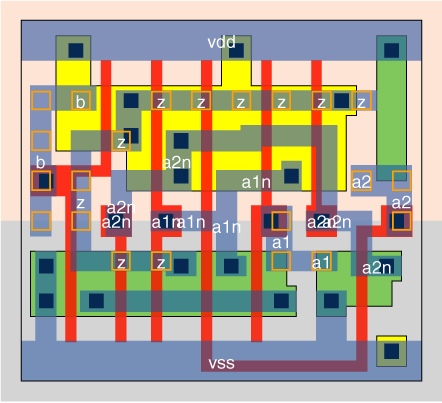 vdd
b z z z z z z
z
b a2n
a1n a2
z a2n a2
a2n a1n a1n a1n a2n a2n
a1
z z a1 a2n
vss